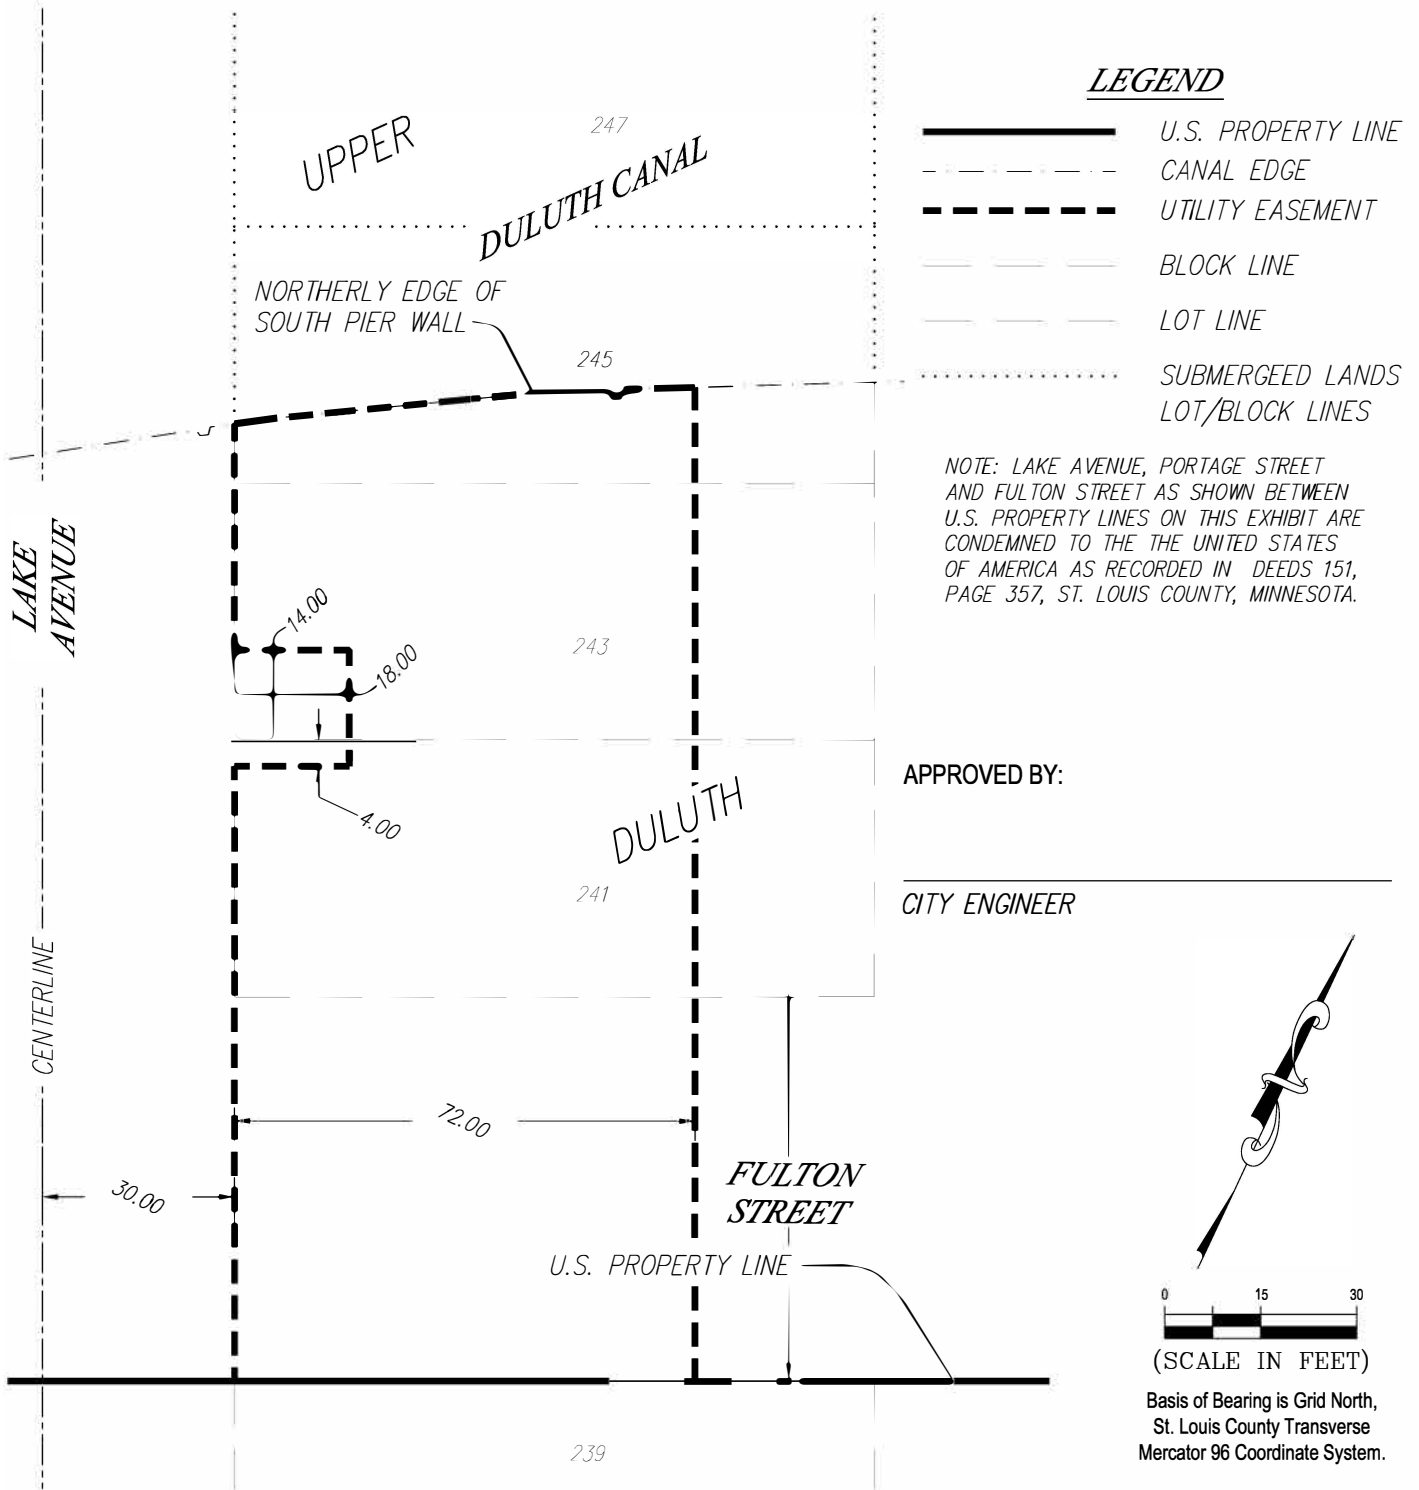 LEGEND
U.S. PROPERTY LINE
CANAL EDGE
UTILITY EASEMENT
BLOCK LINE
LOT LINE
SUBMERGEED LANDS
LOT/BLOCK LINES
NOTE: LAKE AVENUE, PORTAGE STREET
AND FULTON STREET AS SHOWN BETWEEN
U.S. PROPERTY LINES ON THIS EXHIBIT ARE
CONDEMNED TO THE THE UNITED STATES
OF AMERICA AS RECORDED IN DEEDS 151,
PAGE 357, ST. LOUIS COUNTY, MINNESOTA.
UPPER
247
DULUTH CANAL
NORTHERLY EDGE OF
SOUTH PIER WALL
245
LAKE
AVENUE
14.00
18.00
243
4.00
DULUTH
241
APPROVED BY:
CITY ENGINEER
CENTERLINE
72.00
30.00
FULTON
STREET
U.S. PROPERTY LINE
239
0 15 30
(SCALE IN FEET)
Basis of Bearing is Grid North,
St. Louis County Transverse
Mercator 96 Coordinate System.